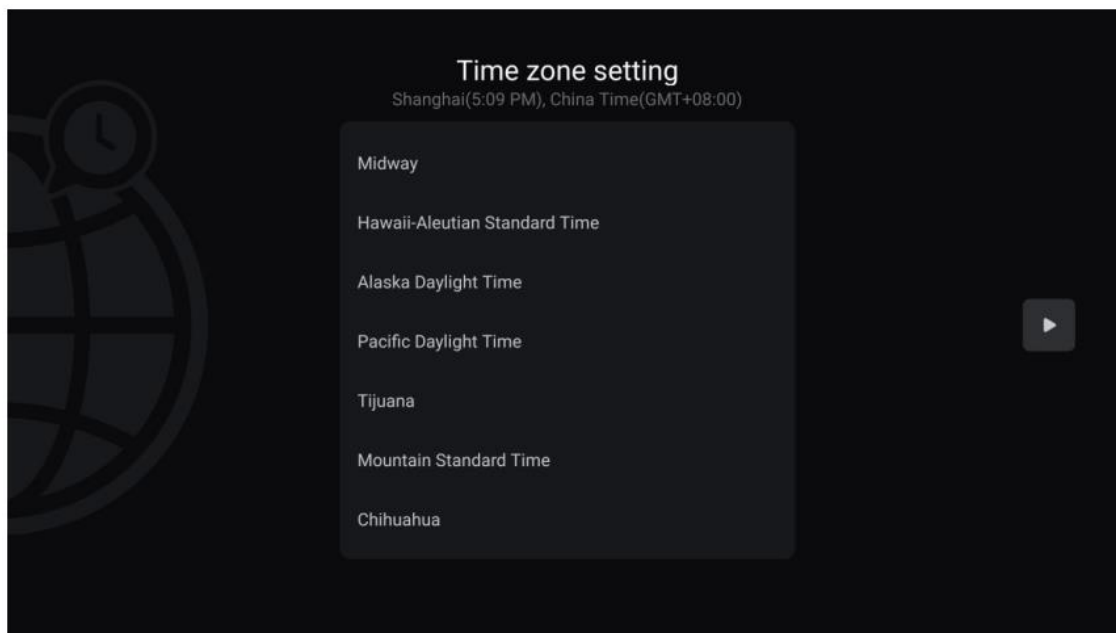 Time zone setting
Shanghai(5:09 PM), China Time(GMT+08:00)
Midway
Hawaii-Aleutian Standard Time
Alaska Daylight Time
Pacific Daylight Time
Tijuana
Mountain Standard Time
Chihuahua